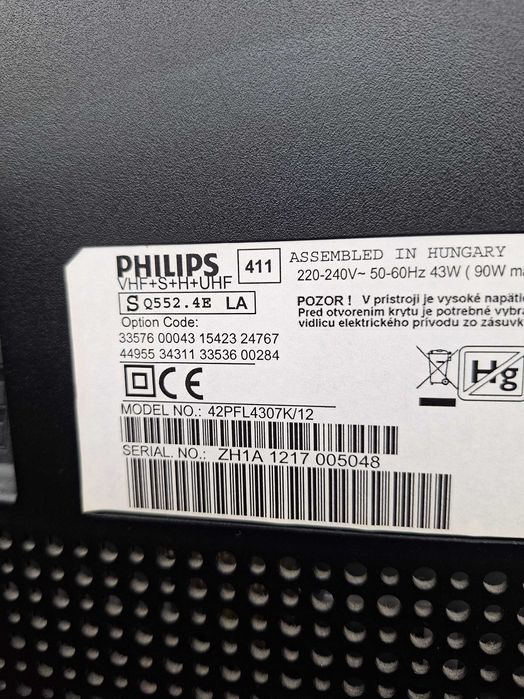 PHILIPS
411
ASSEMBLED IN HUNGARY
VHF+S+H+UHF
220-240V~ 50-60Hz 43W ( 90W
S Q552.4E LA
POZOR ! V prístroji je vysoké
Option Code:
Pred otvorením krytu je potrebné
33576 00043 15423 24767
vidlicu elektrického prívodu zo
44955 34311 33536 00284
CE
Hg
MODEL NO.: 42PFL4307K/12
SERIAL. NO.: ZH1A 1217 005048